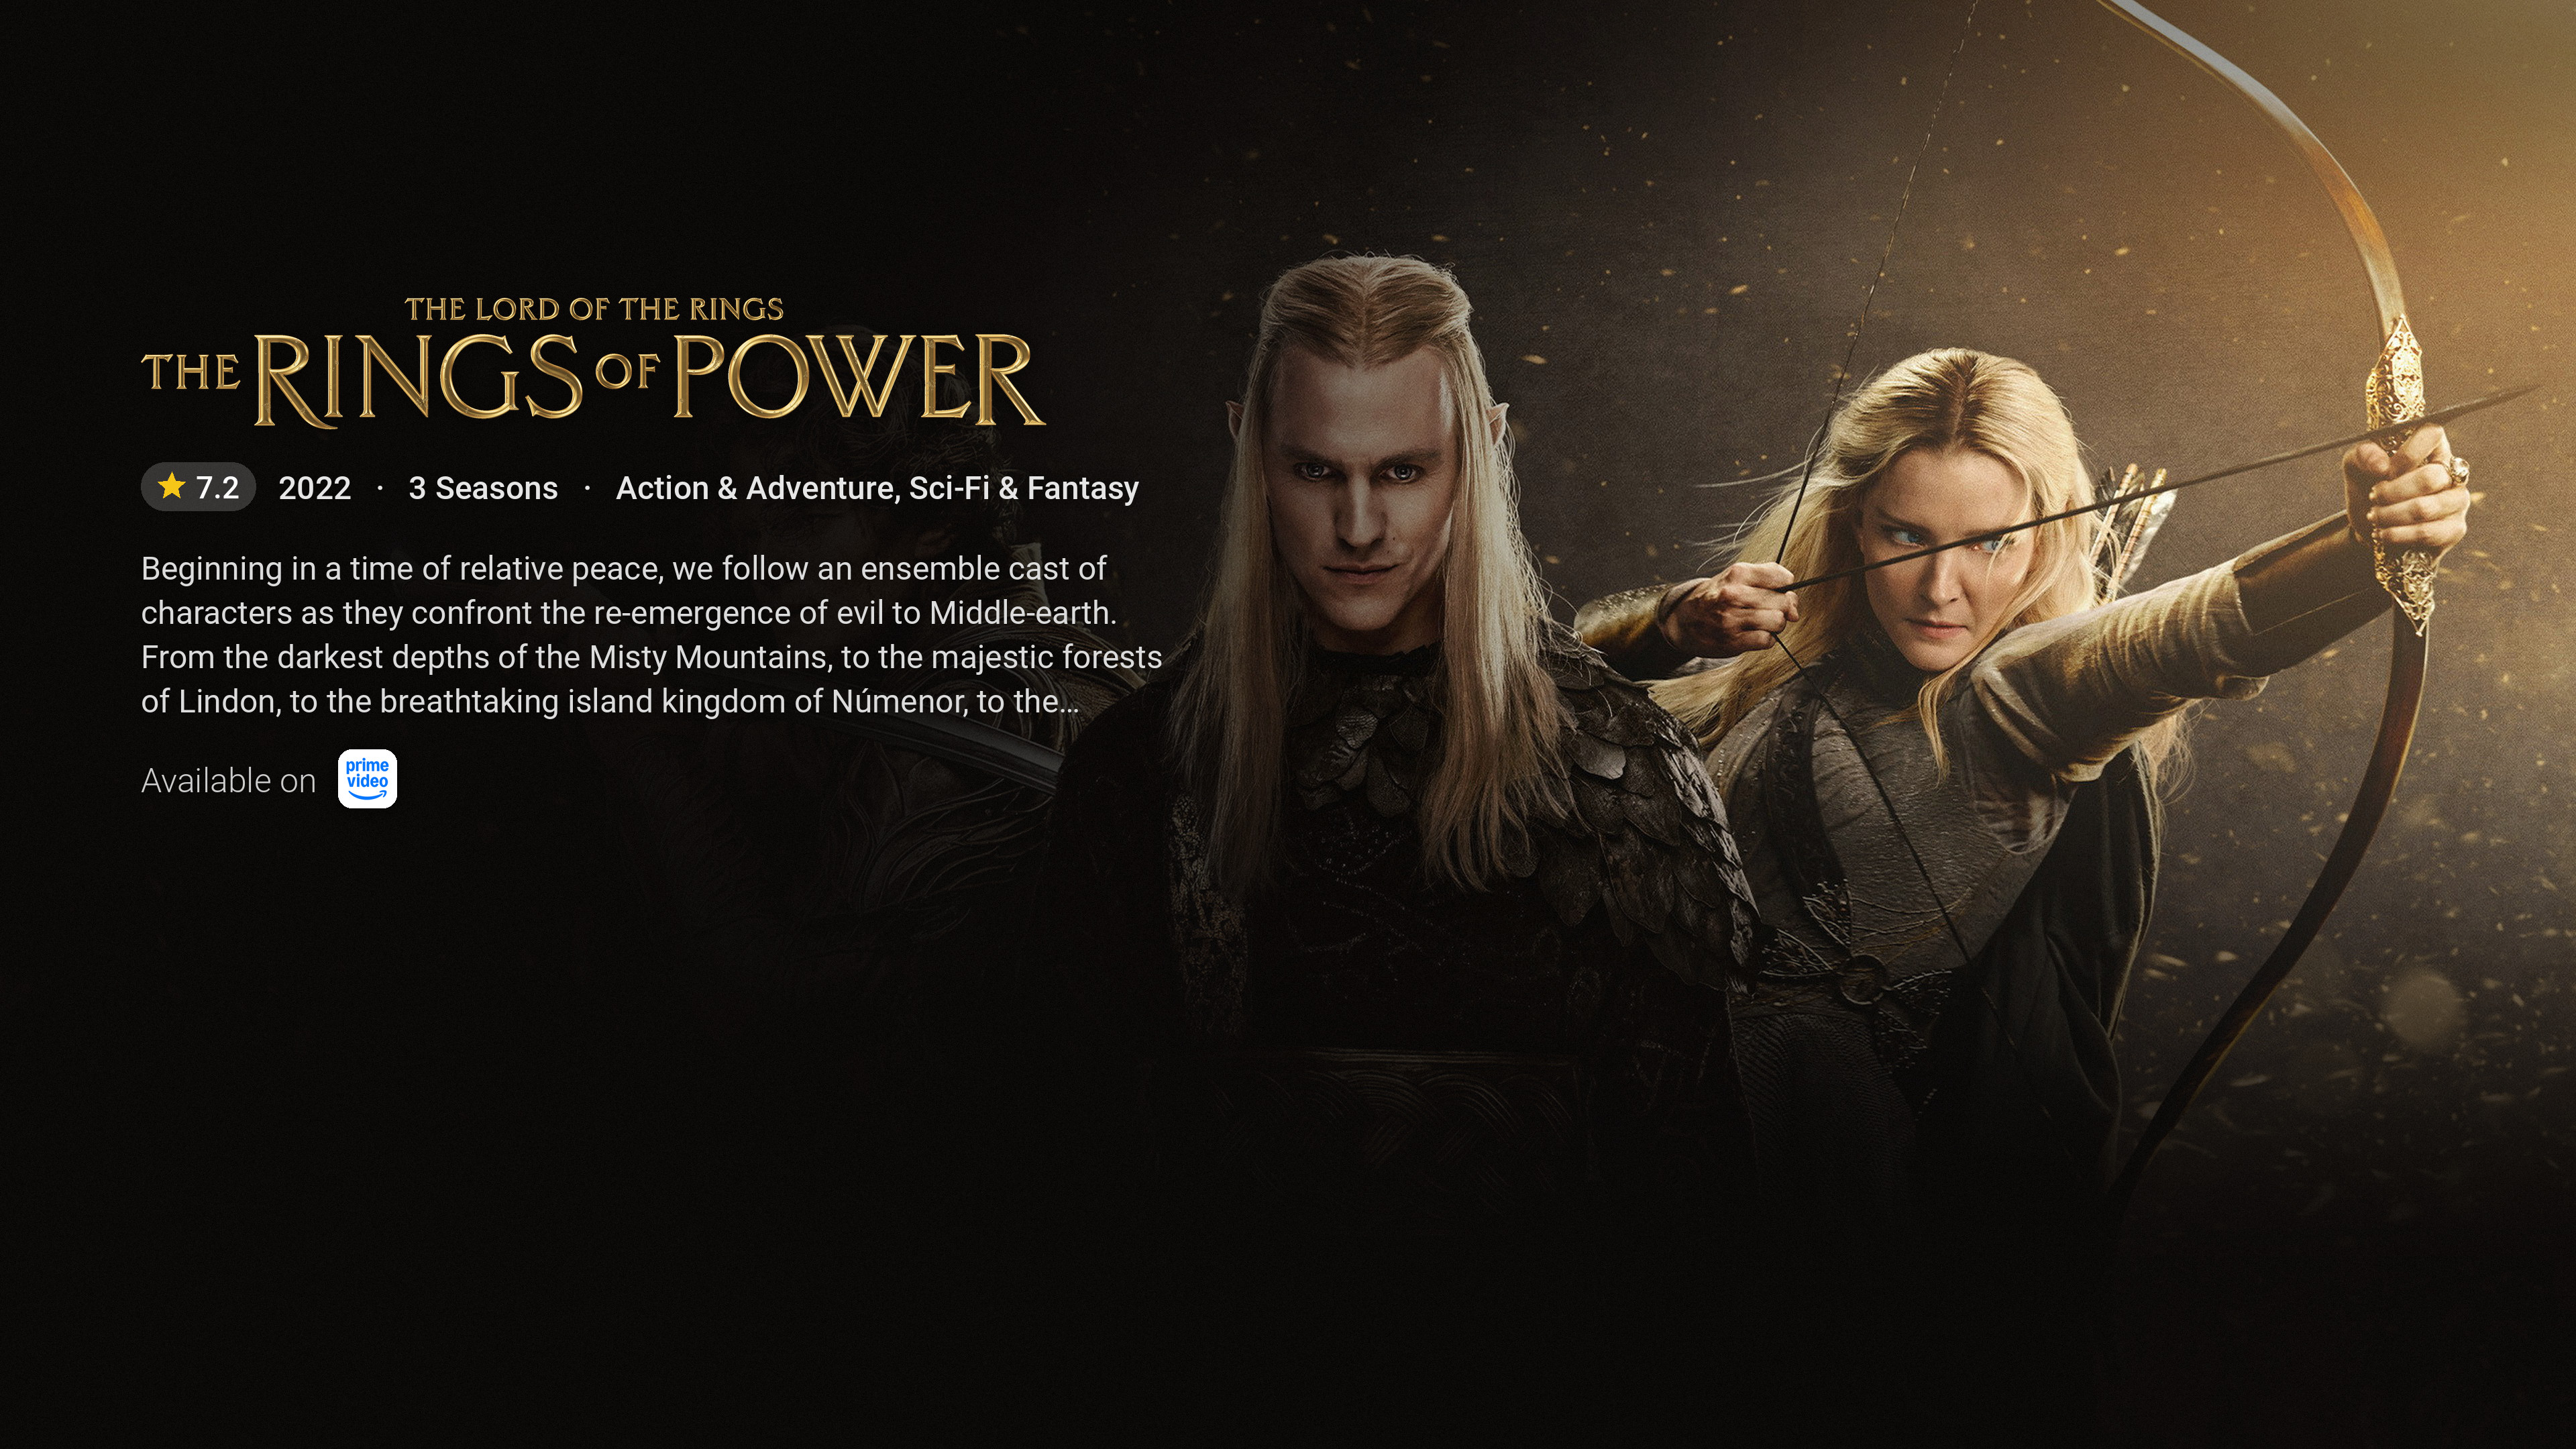 THE LORD OF THE RINGS
THE RINGS OF POWER
7.2 2022 · 3 Seasons · Action & Adventure, Sci-Fi & Fantasy
Beginning in a time of relative peace, we follow an ensemble cast of
characters as they confront the re-emergence of evil to Middle-earth.
From the darkest depths of the Misty Mountains, to the majestic forests
of Lindon, to the breathtaking island kingdom of Númenor, to the…
Available on prime video